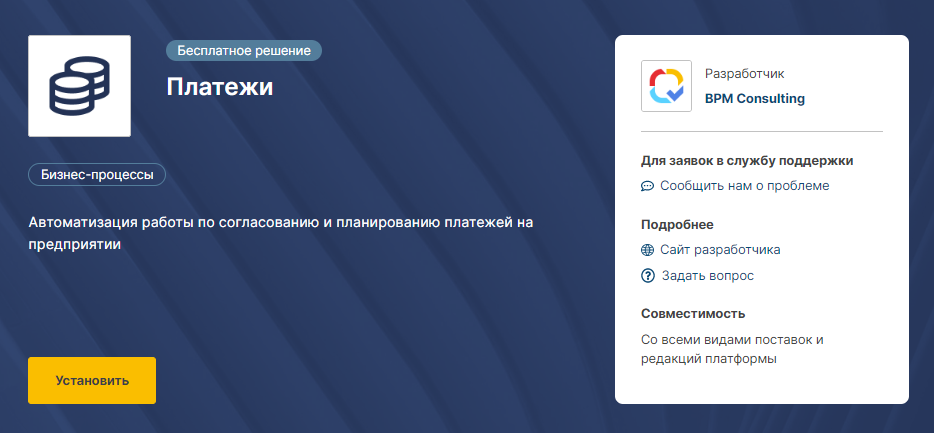 Бесплатное решение
Платежи
Бизнес-процессы
Автоматизация работы по согласованию и планированию платежей на
предприятии
Установить
Разработчик
BPM Consulting
Для заявок в службу поддержки
Сообщить нам о проблеме
Подробнее
Сайт разработчика
Задать вопрос
Совместимость
Со всеми видами поставок и
редакций платформы